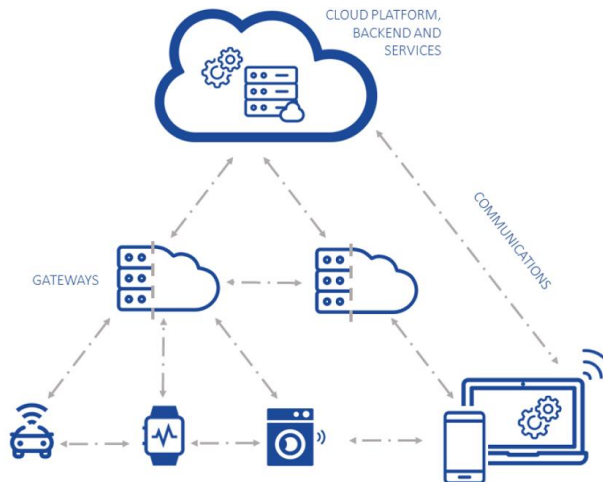 CLOUD PLATFORM,
BACKEND AND
SERVICES
COMMUNICATIONS
GATEWAYS